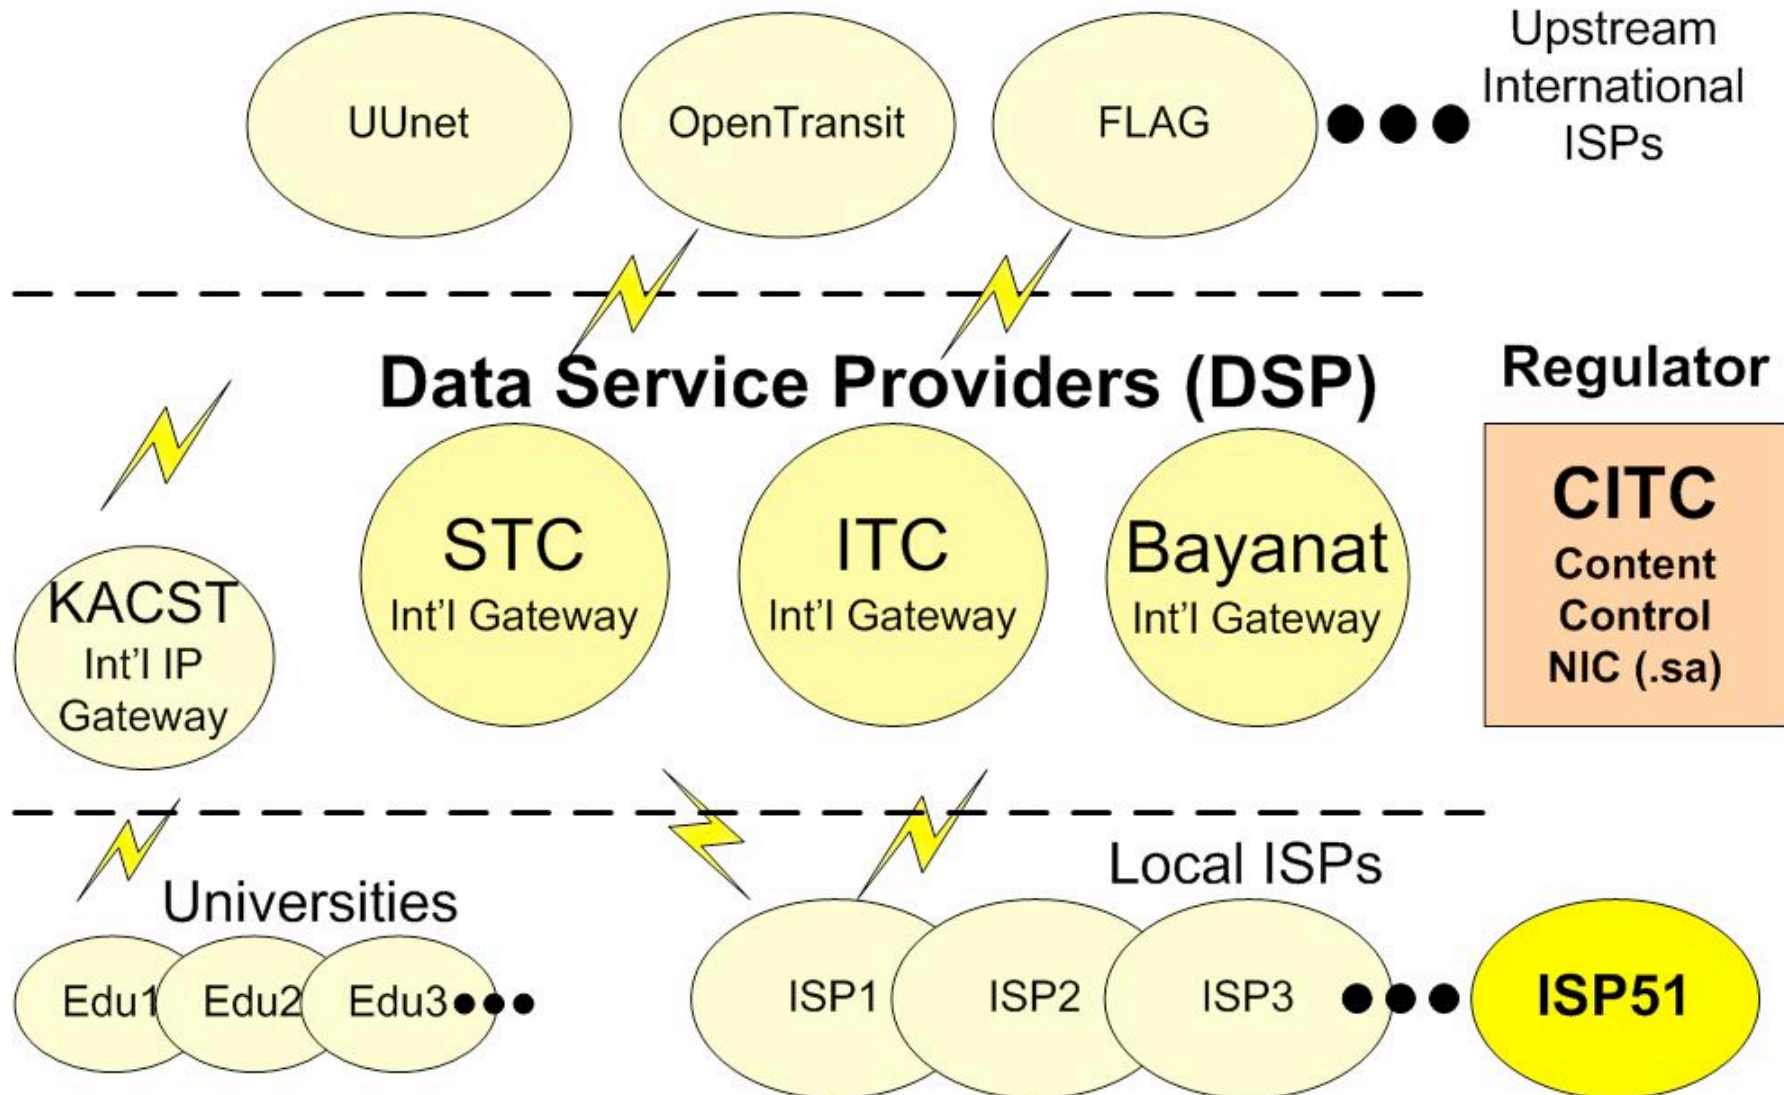 UUnet
OpenTransit
FLAG
Upstream
International
ISPs
Data Service Providers (DSP)
Regulator
KACST
Int'l IP
Gateway
STC
Int'l Gateway
ITC
Int'l Gateway
Bayanat
Int'l Gateway
CITC
Content
Control
NIC (.sa)
Universities
Edu1
Edu2
Edu3
Local ISPs
ISP1
ISP2
ISP3
ISP51